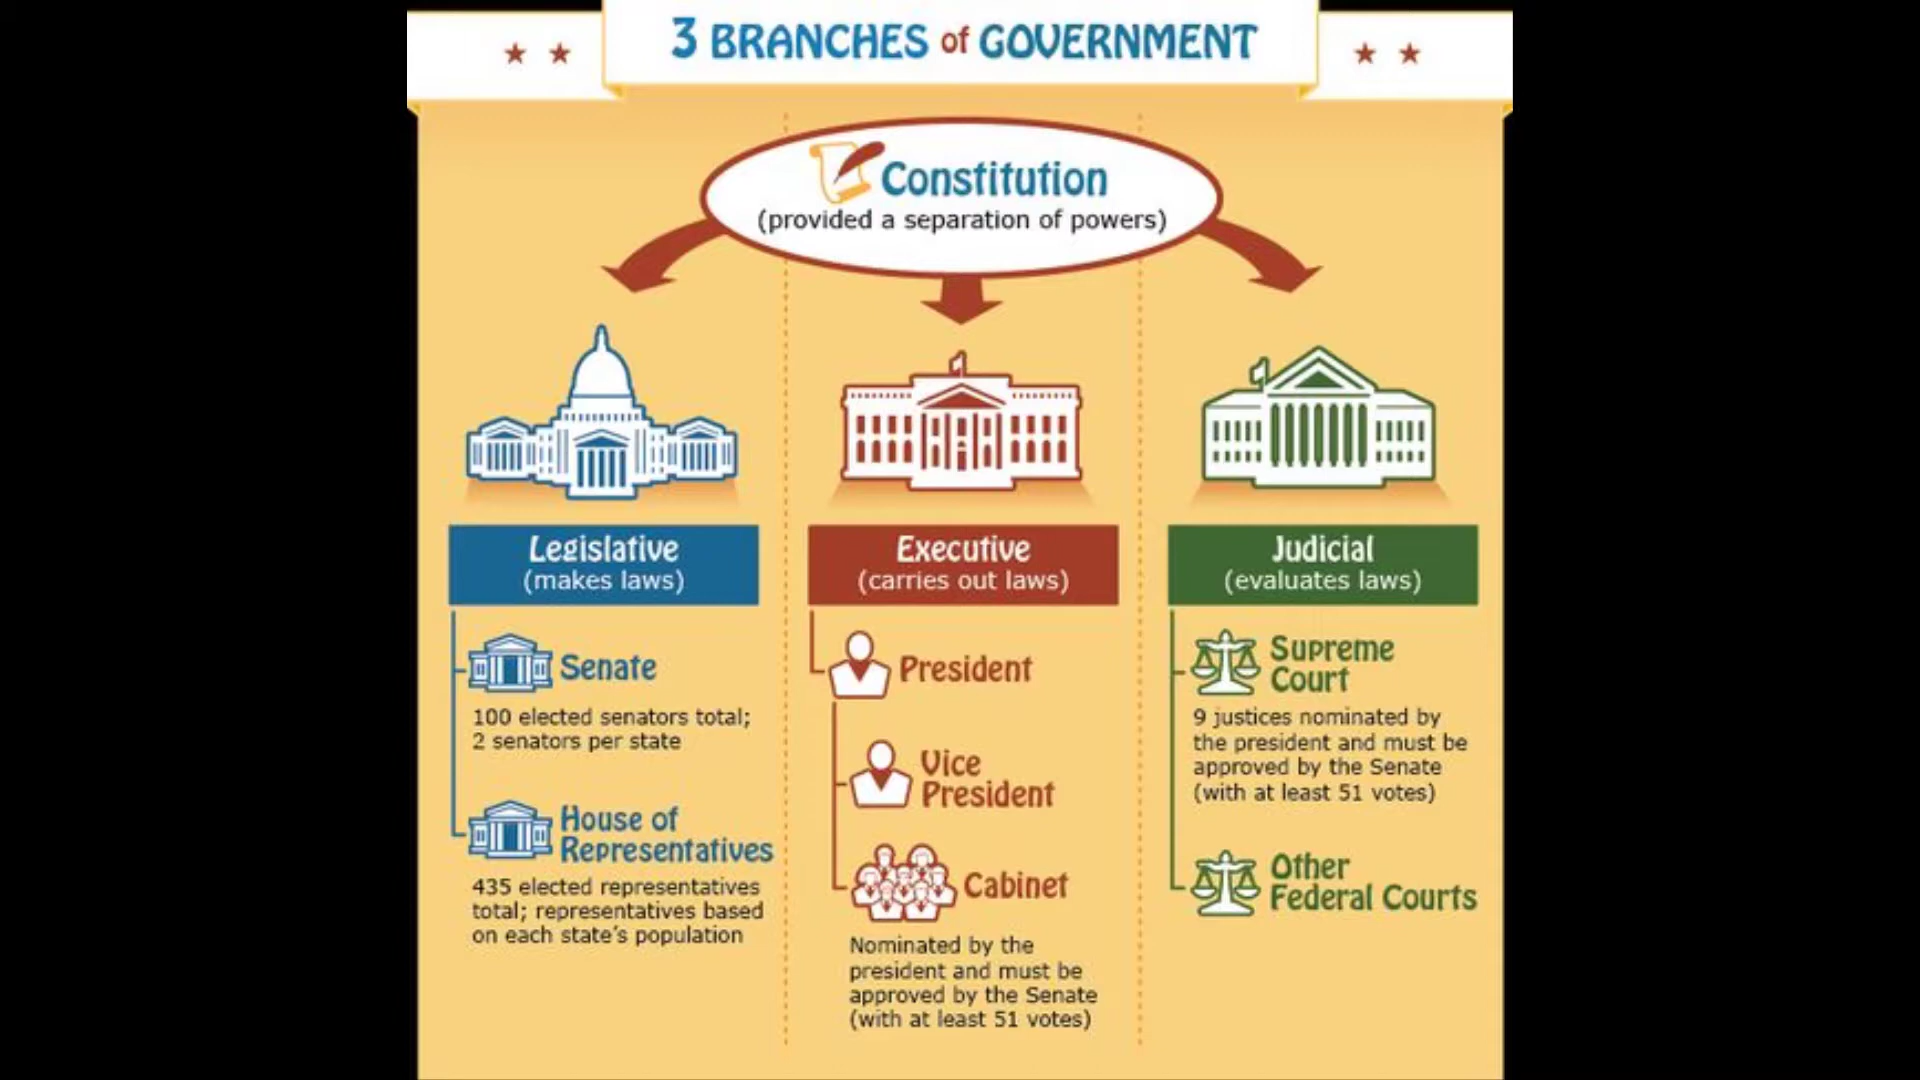 3 BRANCHES of GOVERNMENT
Constitution
(provided a separation of powers)
Legislative
(makes laws)
Senate
100 elected senators total;
2 senators per state
House of
Representatives
435 elected representatives
total; representatives based
on each state's population
Executive
(carries out laws)
President
Vice
President
Cabinet
Nominated by the
president and must be
approved by the Senate
(with at least 51 votes)
Judicial
(evaluates laws)
Supreme
Court
9 justices nominated by
the president and must be
approved by the Senate
(with at least 51 votes)
Other
Federal Courts